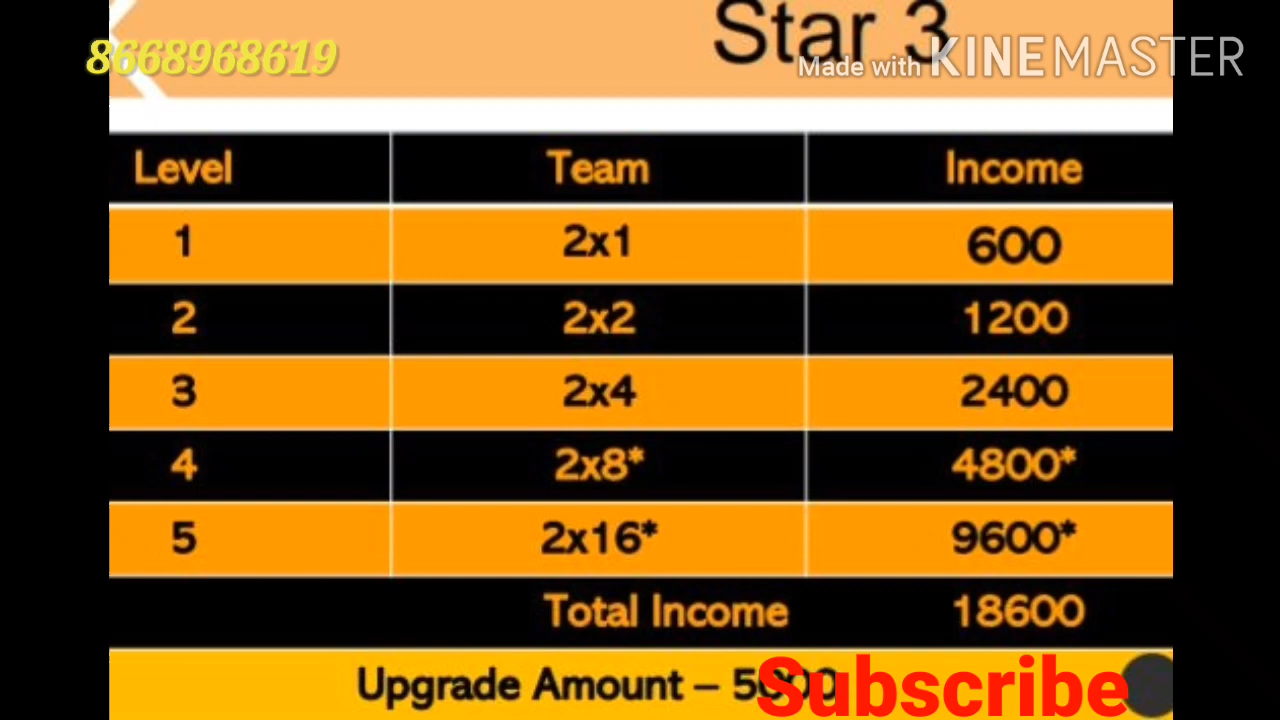 Star 3
8668968619
Made with KINEMASTER
Level Team Income
1 2x1 600
2 2x2 1200
3 2x4 2400
4 2x8* 4800*
5 2x16* 9600*
Total Income 18600
Upgrade Amount – 5000
Subscribe